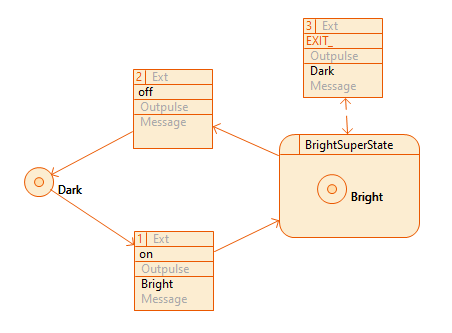 3 Ext
EXIT_
Outpulse
Dark
Message
2 Ext
off
Outpulse
Message
BrightSuperState
Bright
Dark
1 Ext
on
Outpulse
Bright
Message